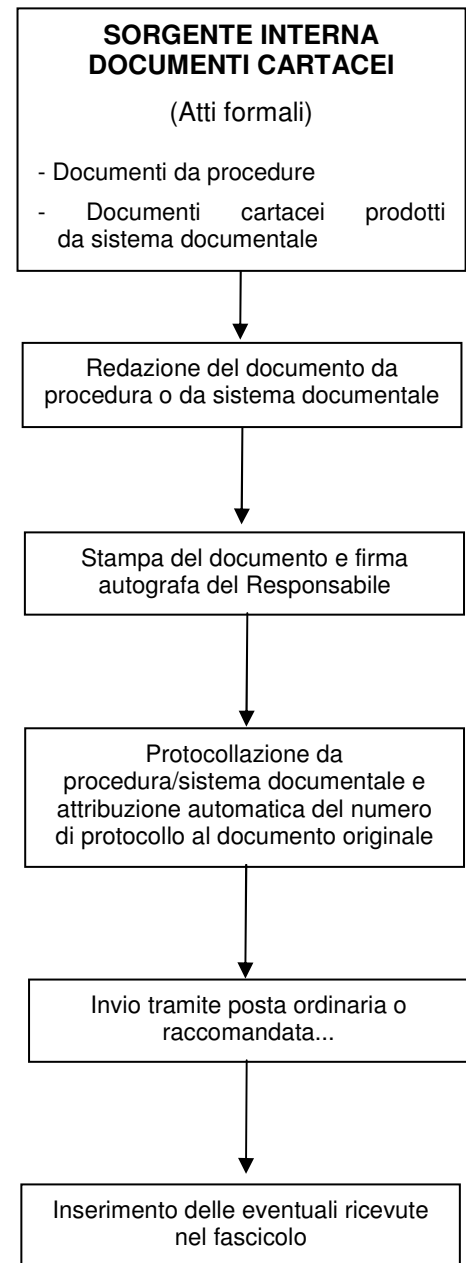 SORGENTE INTERNA
DOCUMENTI CARTACEI
(Atti formali)
- Documenti da procedure
- Documenti cartacei prodotti
da sistema documentale
Redazione del documento da
procedura o da sistema documentale
Stampa del documento e firma
autografa del Responsabile
Protocollazione da
procedura/sistema documentale e
attribuzione automatica del numero
di protocollo al documento originale
Invio tramite posta ordinaria o
raccomandata...
Inserimento delle eventuali ricevute
nel fascicolo